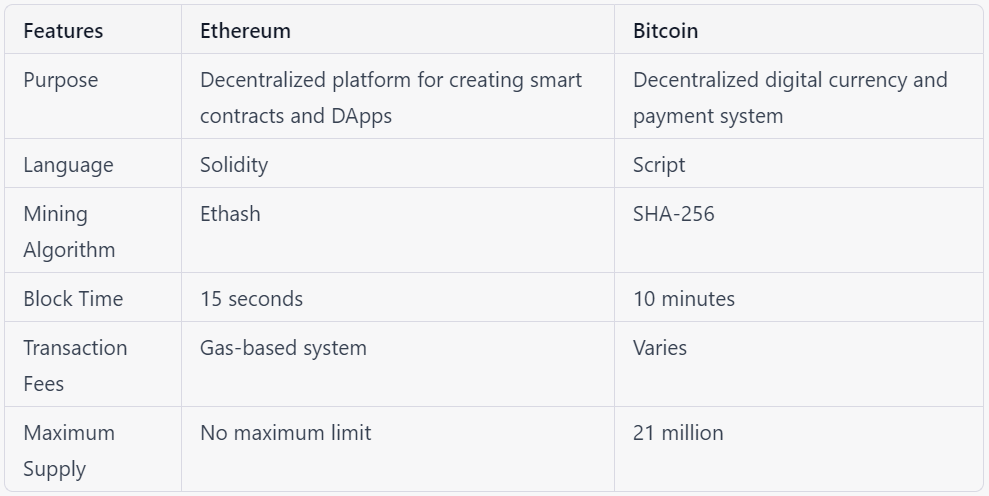 Features Ethereum Bitcoin
Purpose Decentralized platform for creating smart Decentralized digital currency and
contracts and DApps payment system
Language Solidity Script
Mining Ethash SHA-256
Algorithm
Block Time 15 seconds 10 minutes
Transaction Gas-based system Varies
Fees
Maximum No maximum limit 21 million
Supply